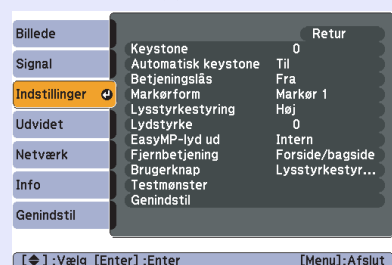 Billede
Signal
Indstillinger
Udvidet
Netværk
Info
Genindstil
Retur
Keystone 0
Automatisk keystone Til
Betjeningslås Fra
Markørform Markør 1
Lysstyrkestyring Høj
Lydstyrke 0
EasyMP-lyd ud Intern
Fjernbetjening Forside/bagside
Brugerknap Lysstyrkestyr...
Testmønster
Genindstil
[ ] :Vælg [Enter] :Enter [Menu]:Afslut